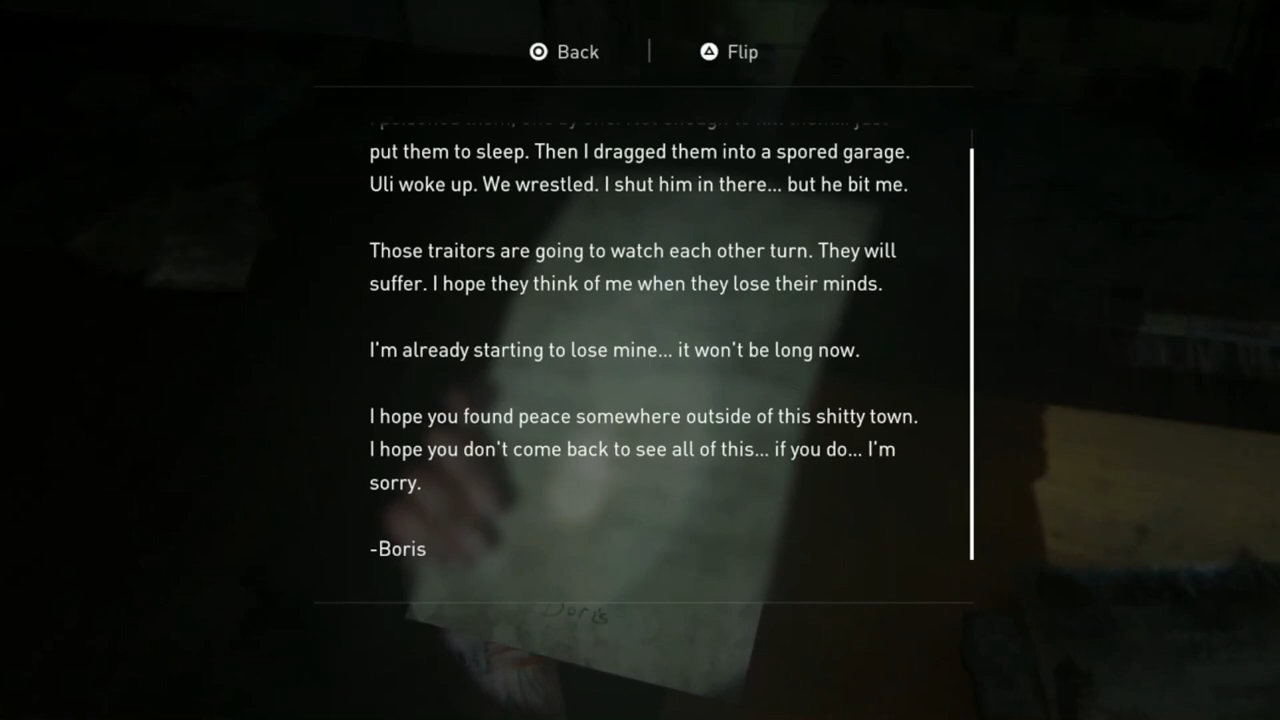 Back | Flip
put them to sleep. Then I dragged them into a spored garage.
Uli woke up. We wrestled. I shut him in there... but he bit me.
Those traitors are going to watch each other turn. They will
suffer. I hope they think of me when they lose their minds.
I'm already starting to lose mine... it won't be long now.
I hope you found peace somewhere outside of this shitty town.
I hope you don't come back to see all of this... if you do... I'm
sorry.
-Boris
Boris